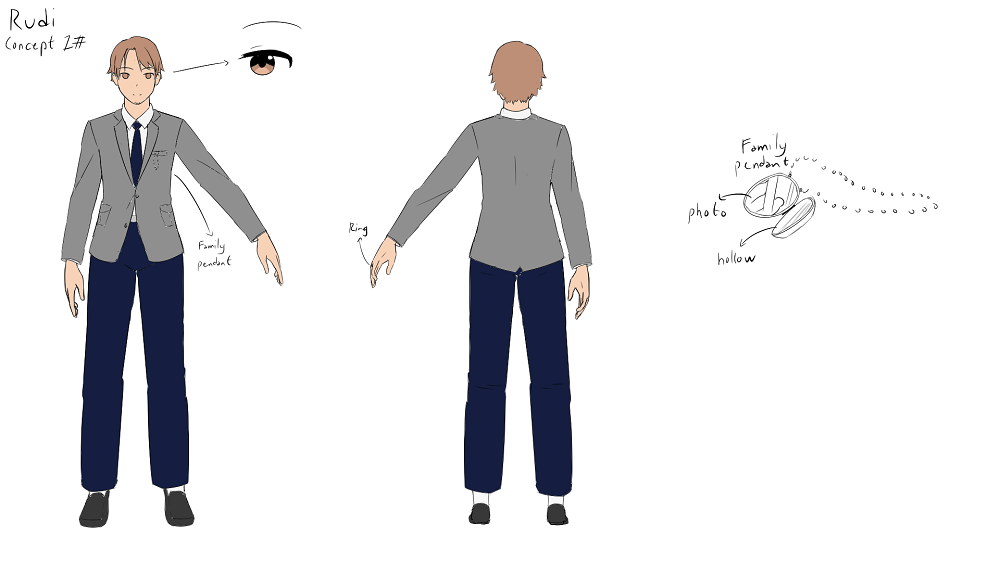 Rudi
Concept 2#
Family
pendant
Ring
Family
pendant
photo
hollow